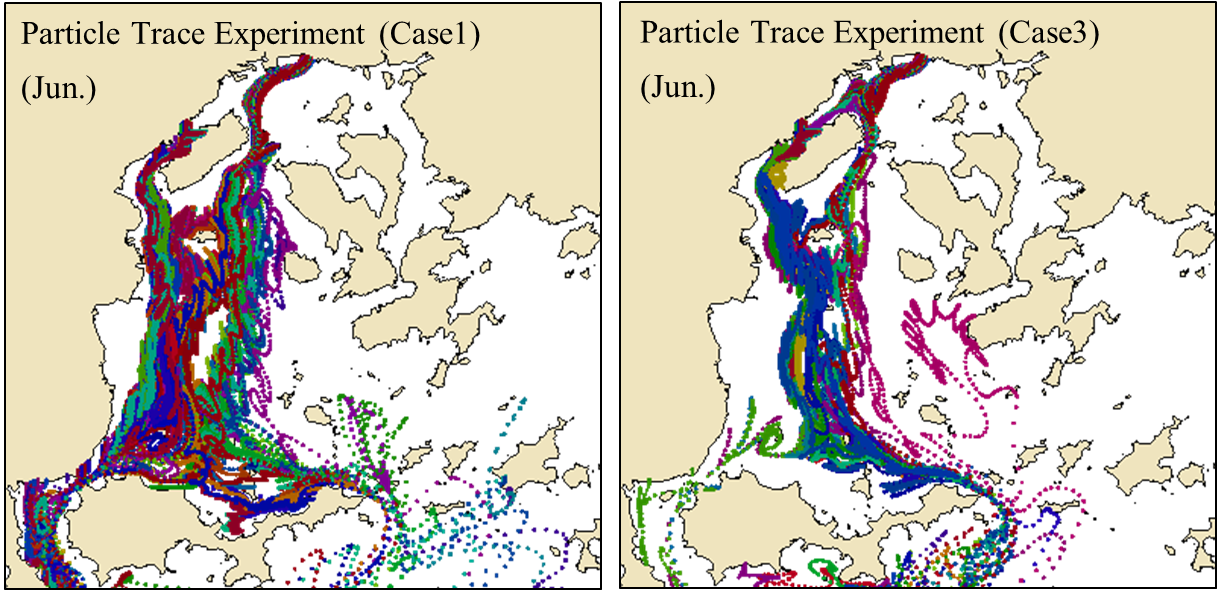 Particle Trace Experiment (Case1)
(Jun.)
Particle Trace Experiment (Case3)
(Jun.)